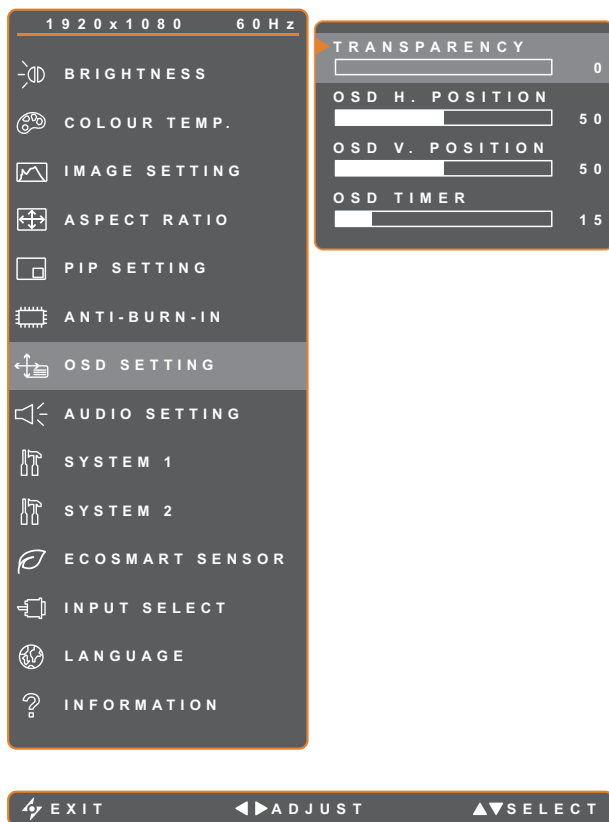 1920x1080 60Hz
BRIGHTNESS
COLOUR TEMP.
IMAGE SETTING
ASPECT RATIO
PIP SETTING
ANTI-BURN-IN
OSD SETTING
AUDIO SETTING
SYSTEM 1
SYSTEM 2
ECOSMART SENSOR
INPUT SELECT
LANGUAGE
INFORMATION
TRANSPARENCY
0
OSD H. POSITION
50
OSD V. POSITION
50
OSD TIMER
15
EXIT ADJUST SELECT